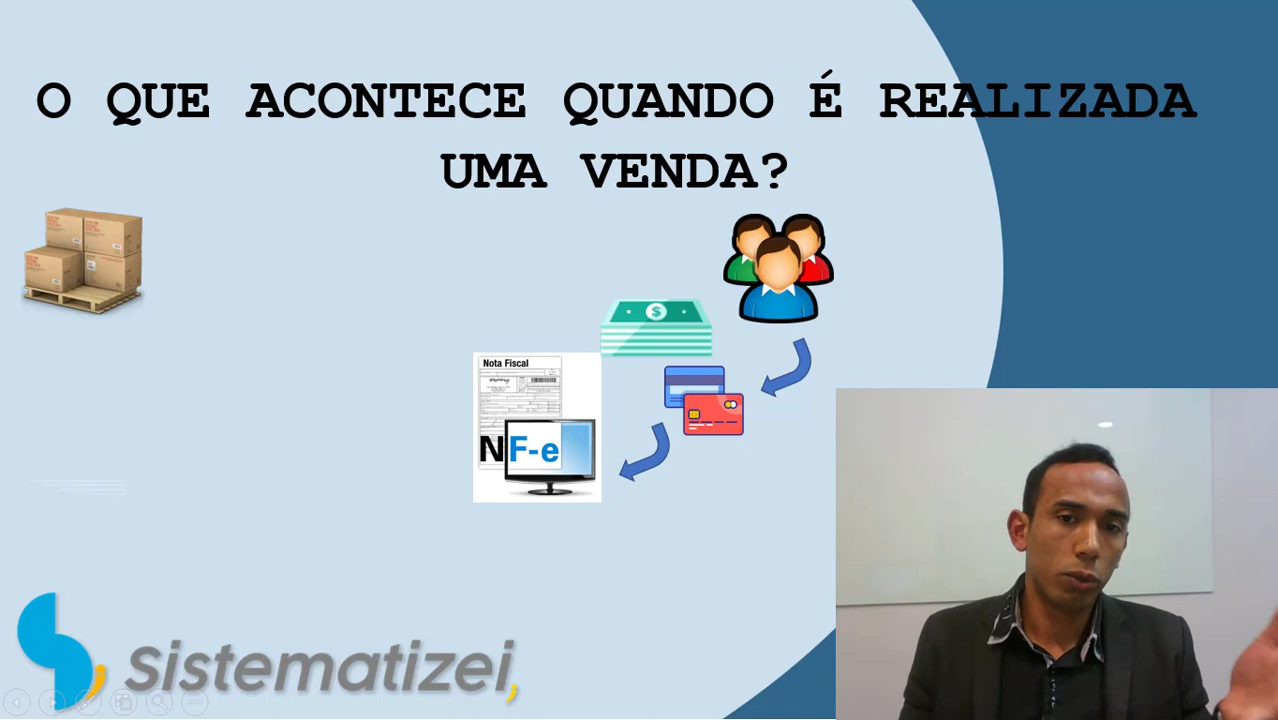 O QUE ACONTECE QUANDO É REALIZADA
UMA VENDA?
Nota Fiscal
NF-e
Sistematizei,